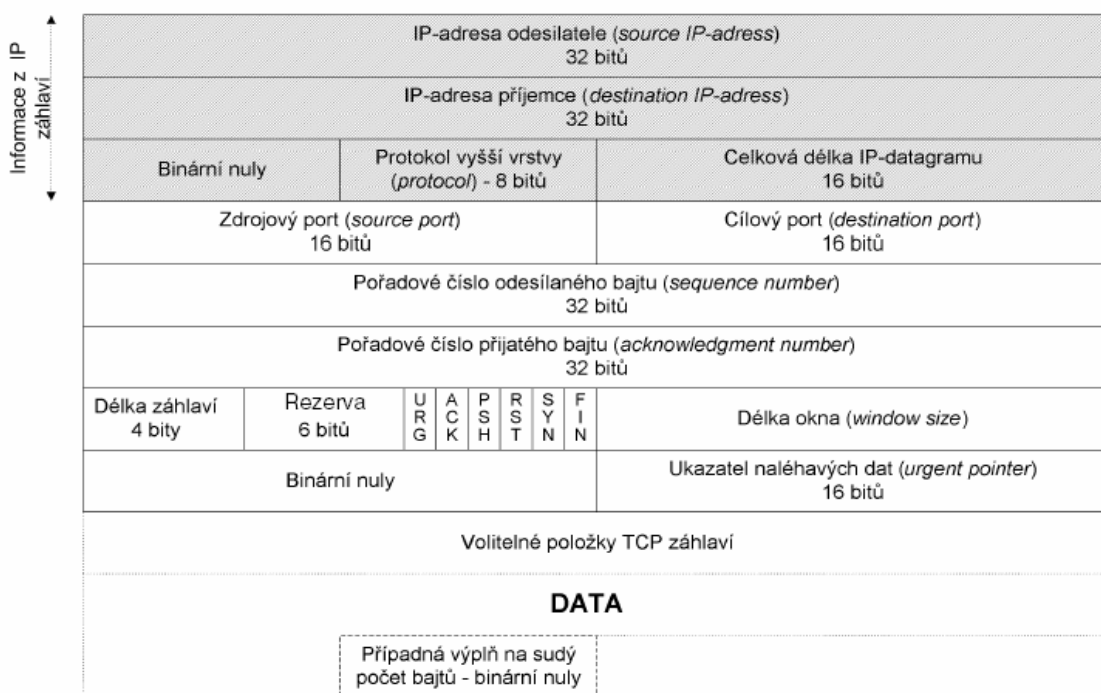 Informace z IP
záhlaví
IP-adresa odesilatele (source IP-adress)
32 bitů
IP-adresa příjemce (destination IP-adress)
32 bitů
Binární nuly
Protokol vyšší vrstvy
(protocol) - 8 bitů
Celková délka IP-datagramu
16 bitů
Zdrojový port (source port)
16 bitů
Cílový port (destination port)
16 bitů
Pořadové číslo odesílaného bajtu (sequence number)
32 bitů
Pořadové číslo přijatého bajtu (acknowledgment number)
32 bitů
Délka záhlaví
4 bity
Rezerva
6 bitů
URG
ACK
PSH
RST
SYN
FIN
Délka okna (window size)
Binární nuly
Ukazatel naléhavých dat (urgent pointer)
16 bitů
Volitelné položky TCP záhlaví
DATA
Případná výplň na sudý
počet bajtů - binární nuly